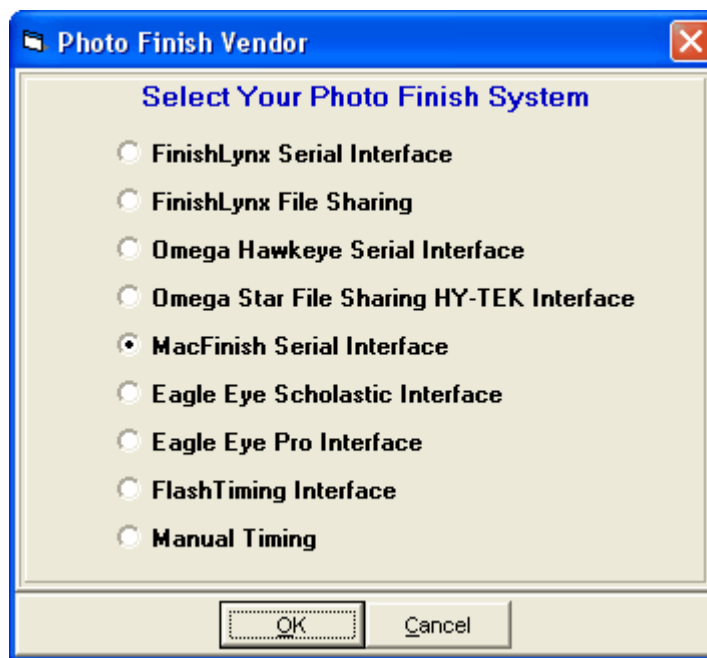 Photo Finish Vendor
Select Your Photo Finish System
FinishLynx Serial Interface
FinishLynx File Sharing
Omega Hawkeye Serial Interface
Omega Star File Sharing HY-TEK Interface
MacFinish Serial Interface
Eagle Eye Scholastic Interface
Eagle Eye Pro Interface
FlashTiming Interface
Manual Timing
OK Cancel